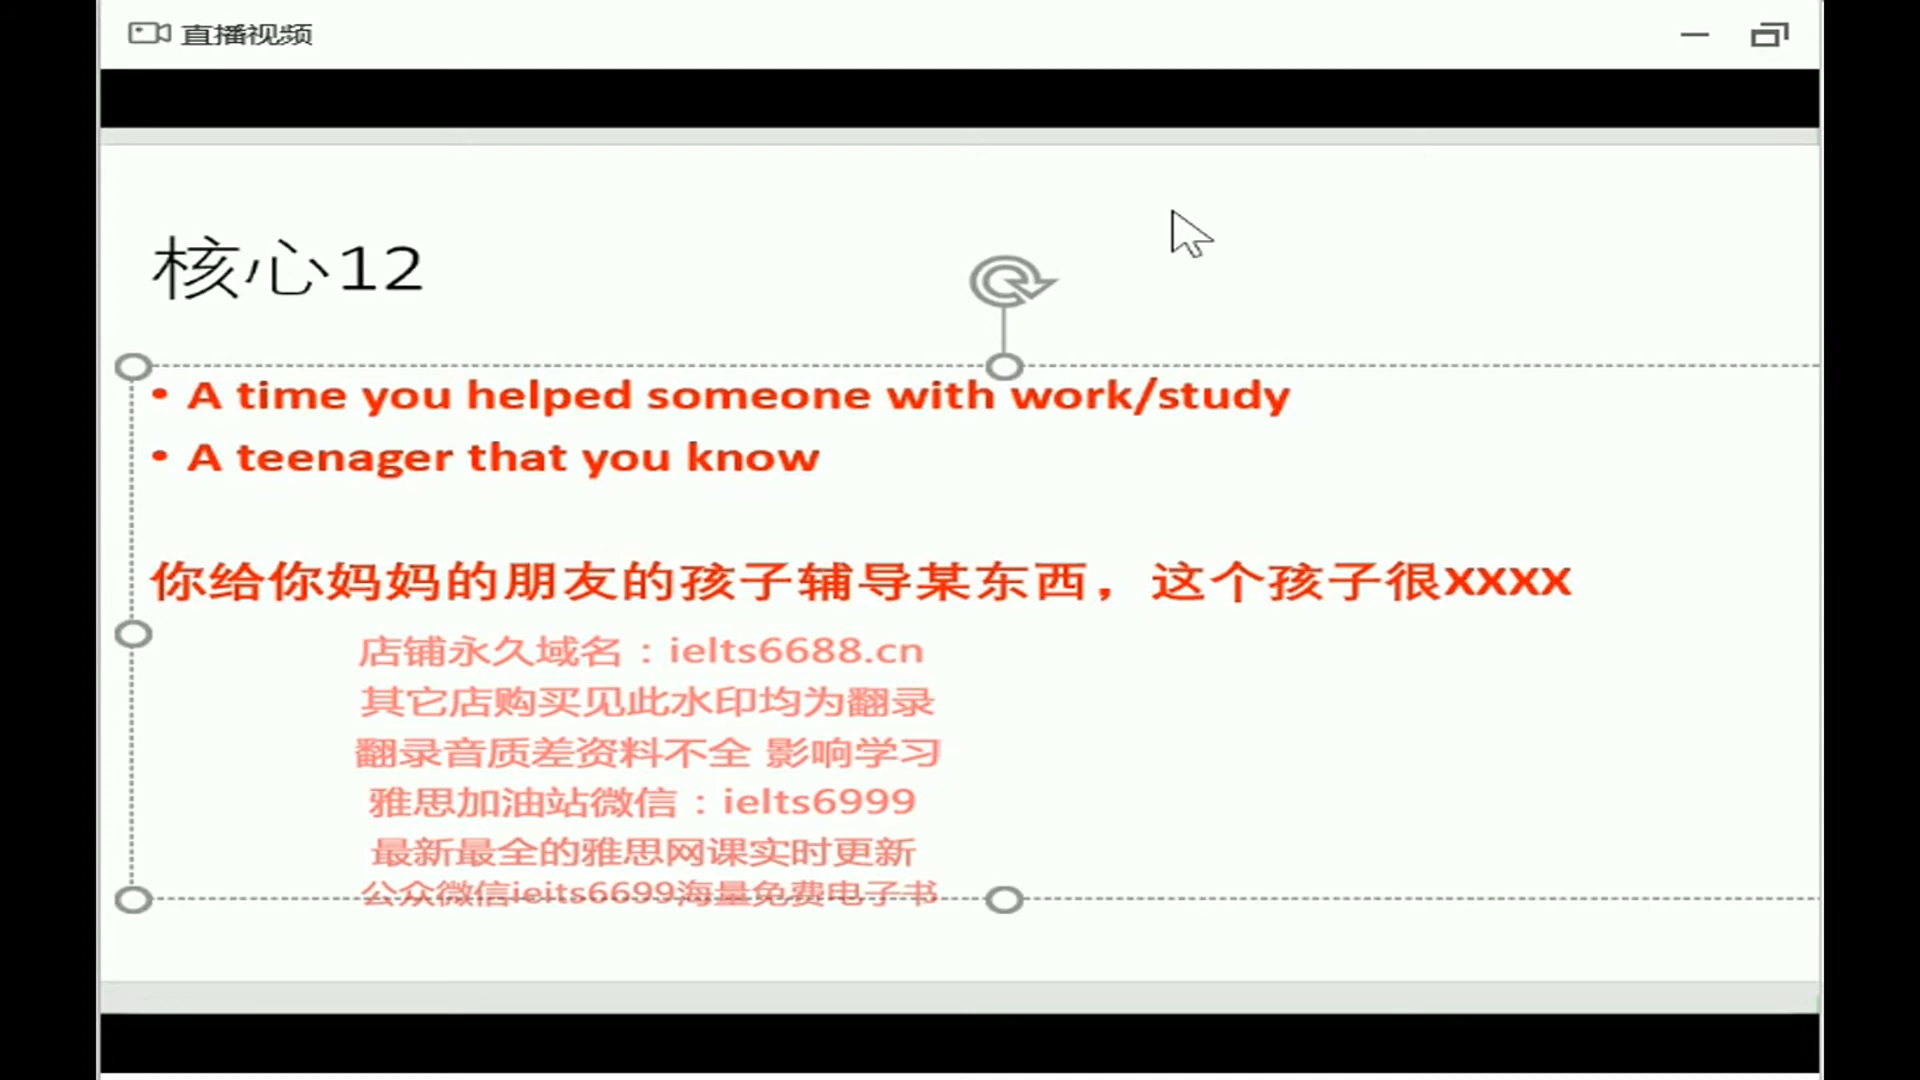 直播视频
核心12
• A time you helped someone with work/study
• A teenager that you know
你给你妈妈的朋友的孩子辅导某东西，这个孩子很XXXX
店铺永久域名：ielts6688.cn
其它店购买见此水印均为翻录
翻录音质差资料不全 影响学习
雅思加油站微信：ielts6999
最新最全的雅思网课实时更新
公众微信ieits6699海量免费电子书